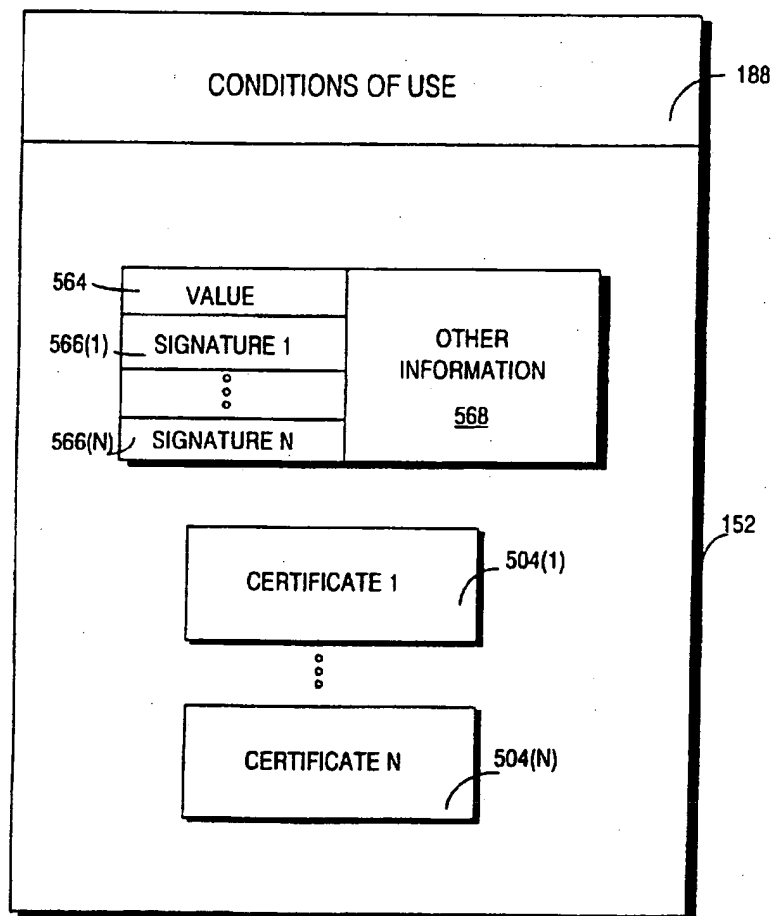 CONDITIONS OF USE
188
564
VALUE
566(1)
SIGNATURE 1
566(N)
SIGNATURE N
OTHER
INFORMATION
568
152
CERTIFICATE 1
504(1)
CERTIFICATE N
504(N)